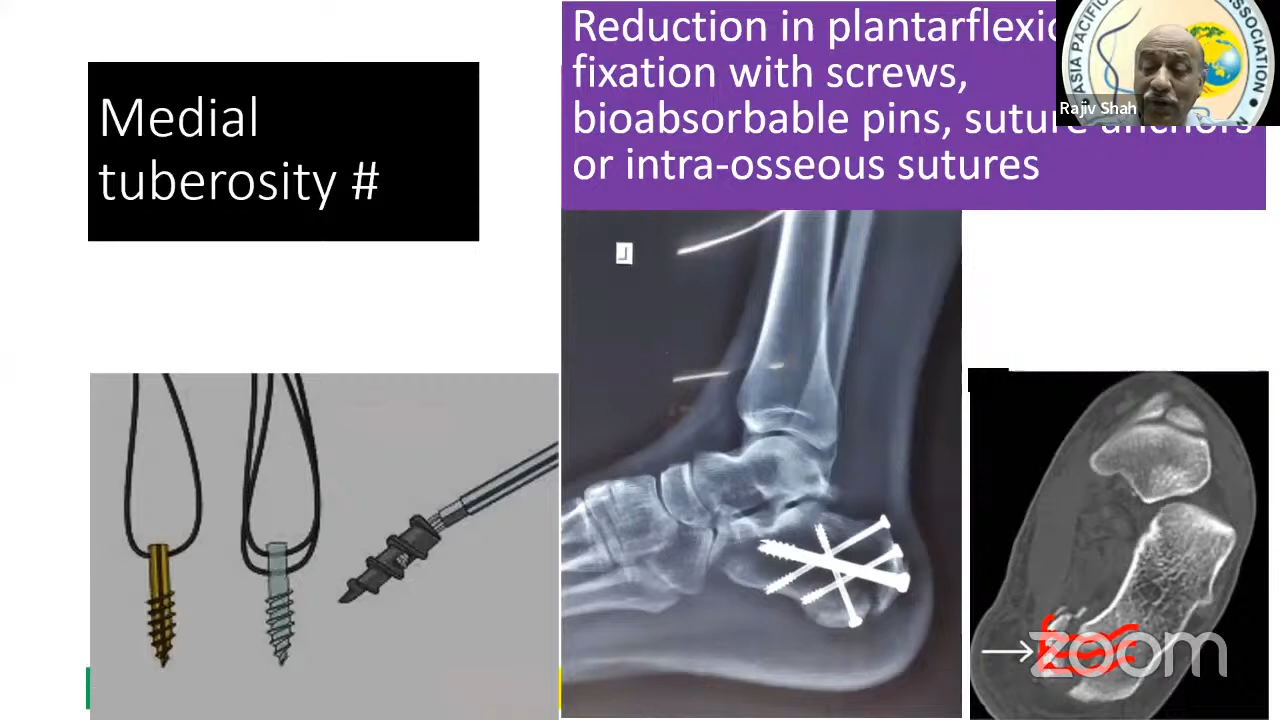 Medial
tuberosity #
Reduction in
fixation with screws,
bioabsorbable pins, suture anchors
or intra-osseous sutures
ASIA PACIFIC
ASSOCIATION
Rajiv Shah
zoom